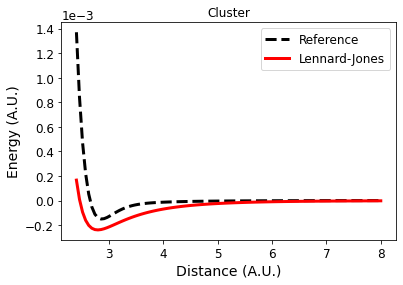 Cluster
1e−3
Reference
Lennard-Jones
1.4
1.2
1.0
0.8
0.6
0.4
0.2
0.0
−0.2
Energy (A.U.)
3 4 5 6 7 8
Distance (A.U.)